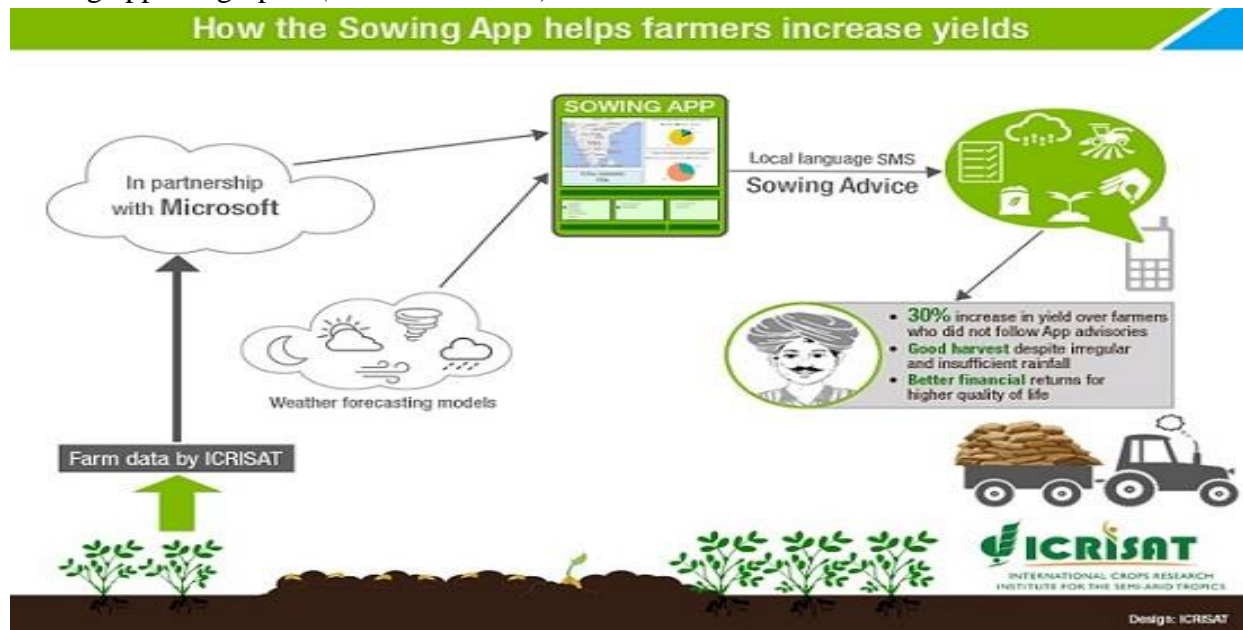 How the Sowing App helps farmers increase yields
SOWING APP
In partnership
with Microsoft
Local language SMS
Sowing Advice
Weather forecasting models
• 30% increase in yield over farmers
who did not follow App advisories
• Good harvest despite irregular
and insufficient rainfall
• Better financial returns for
higher quality of life
Farm data by ICRISAT
ICRISAT
INTERNATIONAL CROPS RESEARCH
INSTITUTE FOR THE SEMI-ARID TROPICS
Design: ICRISAT